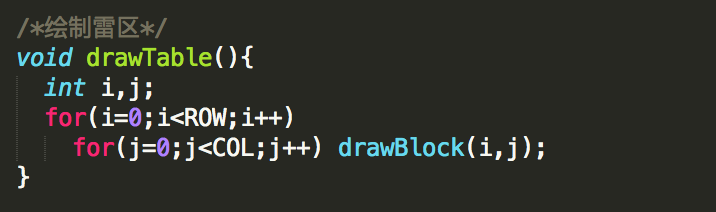 /*绘制雷区*/
void drawTable(){
  int i,j;
  for(i=0;i<ROW;i++)
    for(j=0;j<COL;j++) drawBlock(i,j);
}